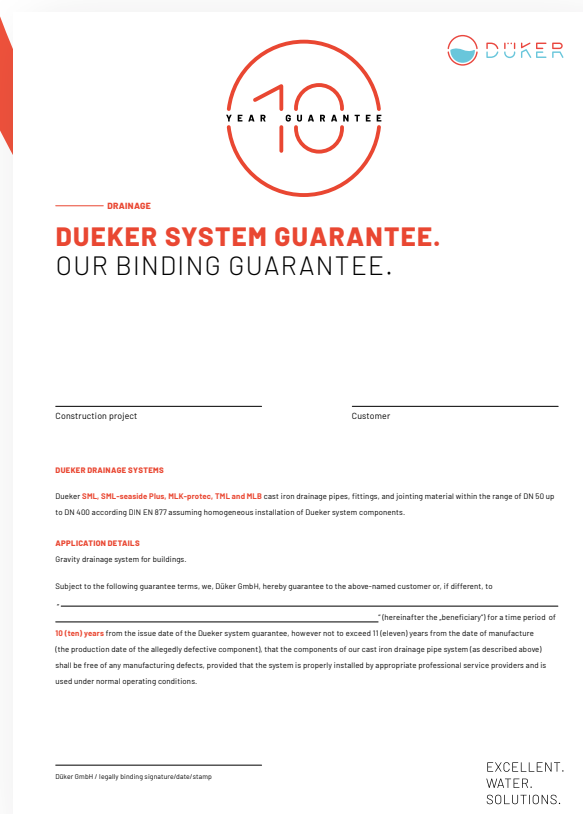 DÜKER
10
YEAR GUARANTEE
DRAINAGE
DUEKER SYSTEM GUARANTEE.
OUR BINDING GUARANTEE.
Construction project
Customer
DUEKER DRAINAGE SYSTEMS
Dueker SML, SML-seaside Plus, MLK-protec, TML and MLB cast iron drainage pipes, fittings, and jointing material within the range of DN 50 up
to DN 400 according DIN EN 877 assuming homogeneous installation of Dueker system components.
APPLICATION DETAILS
Gravity drainage system for buildings.
Subject to the following guarantee terms, we, Düker GmbH, hereby guarantee to the above-named customer or, if different, to
"
" (hereinafter the „beneficiary") for a time period of
10 (ten) years from the issue date of the Dueker system guarantee, however not to exceed 11 (eleven) years from the date of manufacture
(the production date of the allegedly defective component), that the components of our cast iron drainage pipe system (as described above)
shall be free of any manufacturing defects, provided that the system is properly installed by appropriate professional service providers and is
used under normal operating conditions.
Düker GmbH / legally binding signature/date/stamp
EXCELLENT.
WATER.
SOLUTIONS.